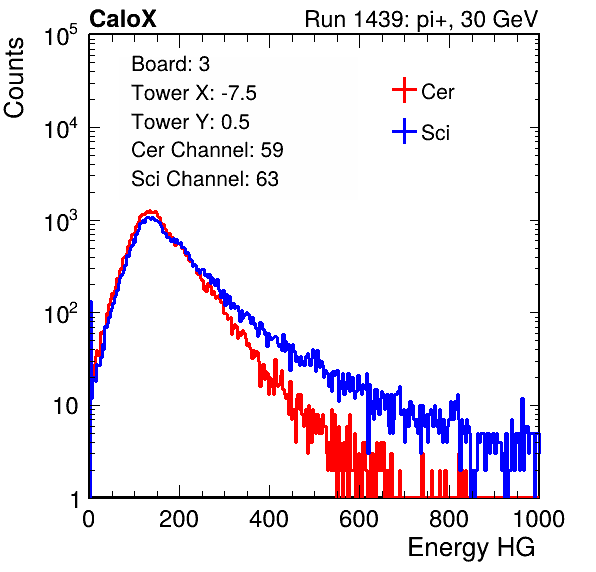 CaloX Run 1439: pi+, 30 GeV
Counts
Board: 3
Tower X: -7.5
Tower Y: 0.5
Cer Channel: 59
Sci Channel: 63
Cer
Sci
10^5
10^4
10^3
10^2
10
1
0 200 400 600 800 1000
Energy HG